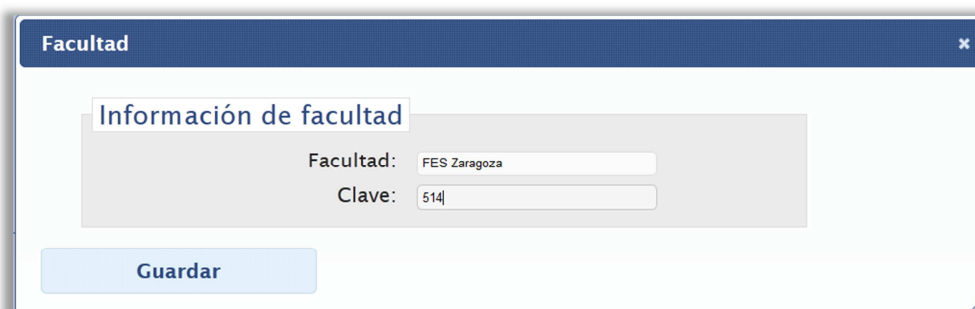 Facultad
Información de facultad
Facultad: FES Zaragoza
Clave: 514
Guardar